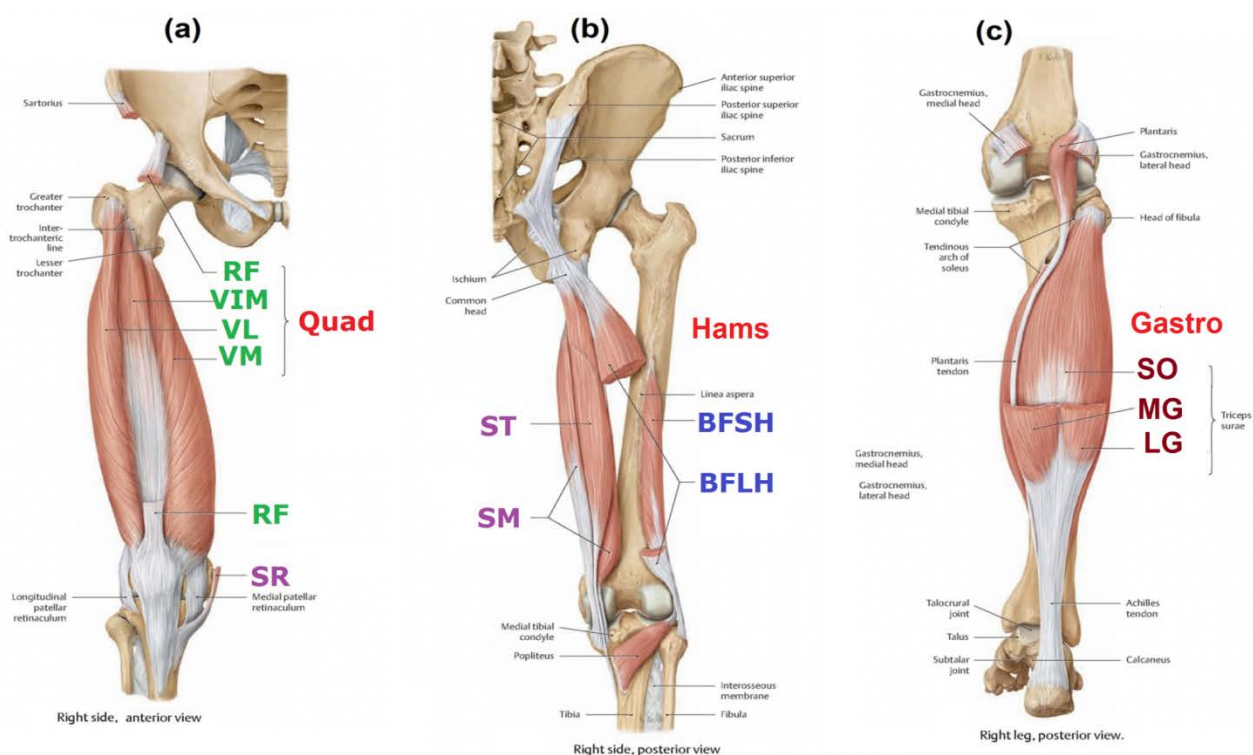 (a)
Sartorius
Greater
trochanter
Inter-
trochanteric
line
Lesser
trochanter
RF
VIM
VL
VM
Quad
RF
SR
Longitudinal
patellar
retinaculum
Medial patellar
retinaculum
Right side, anterior view
(b)
Anterior superior
iliac spine
Posterior superior
iliac spine
Sacrum
Posterior inferior
iliac spine
Ischium
Common
head
Hams
Linea aspera
ST
BFSH
BFLH
SM
Medial tibial
condyle
Popliteus
Interosseous
membrane
Tibia
Fibula
Right side, posterior view
(c)
Gastrocnemius,
medial head
Plantaris
Gastrocnemius,
lateral head
Medial tibial
condyle
Head of fibula
Tendinous
arch of
soleus
Gastro
Plantaris
tendon
SO
MG
LG
Triceps
surae
Gastrocnemius,
medial head
Gastrocnemius,
lateral head
Talocrural
joint
Talus
Subtalar
joint
Achilles
tendon
Calcaneus
Right leg, posterior view.